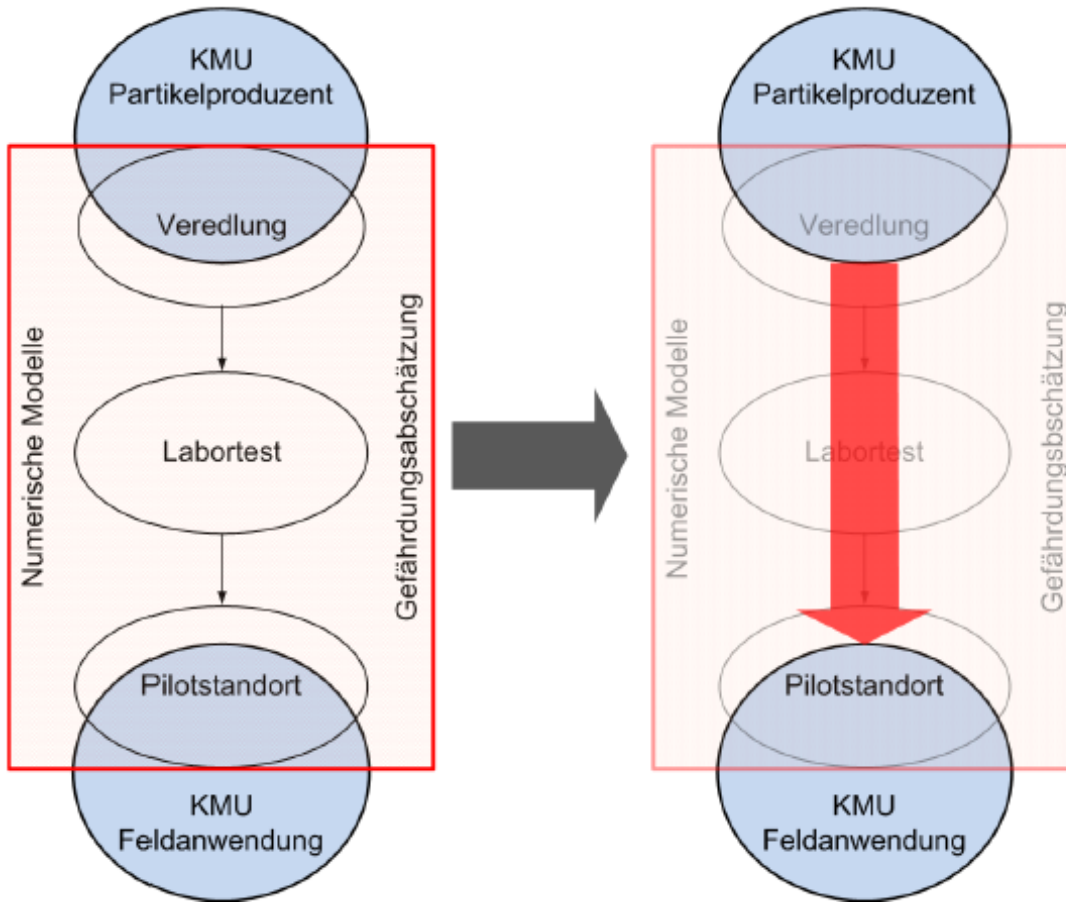 KMU
Partikelproduzent
Veredlung
Numerische Modelle
Gefährdungsabschätzung
Labortest
Pilotstandort
KMU
Feldanwendung
KMU
Partikelproduzent
Veredlung
Numerische Modelle
Gefährdungsbschätzung
Labortest
Pilotstandort
KMU
Feldanwendung